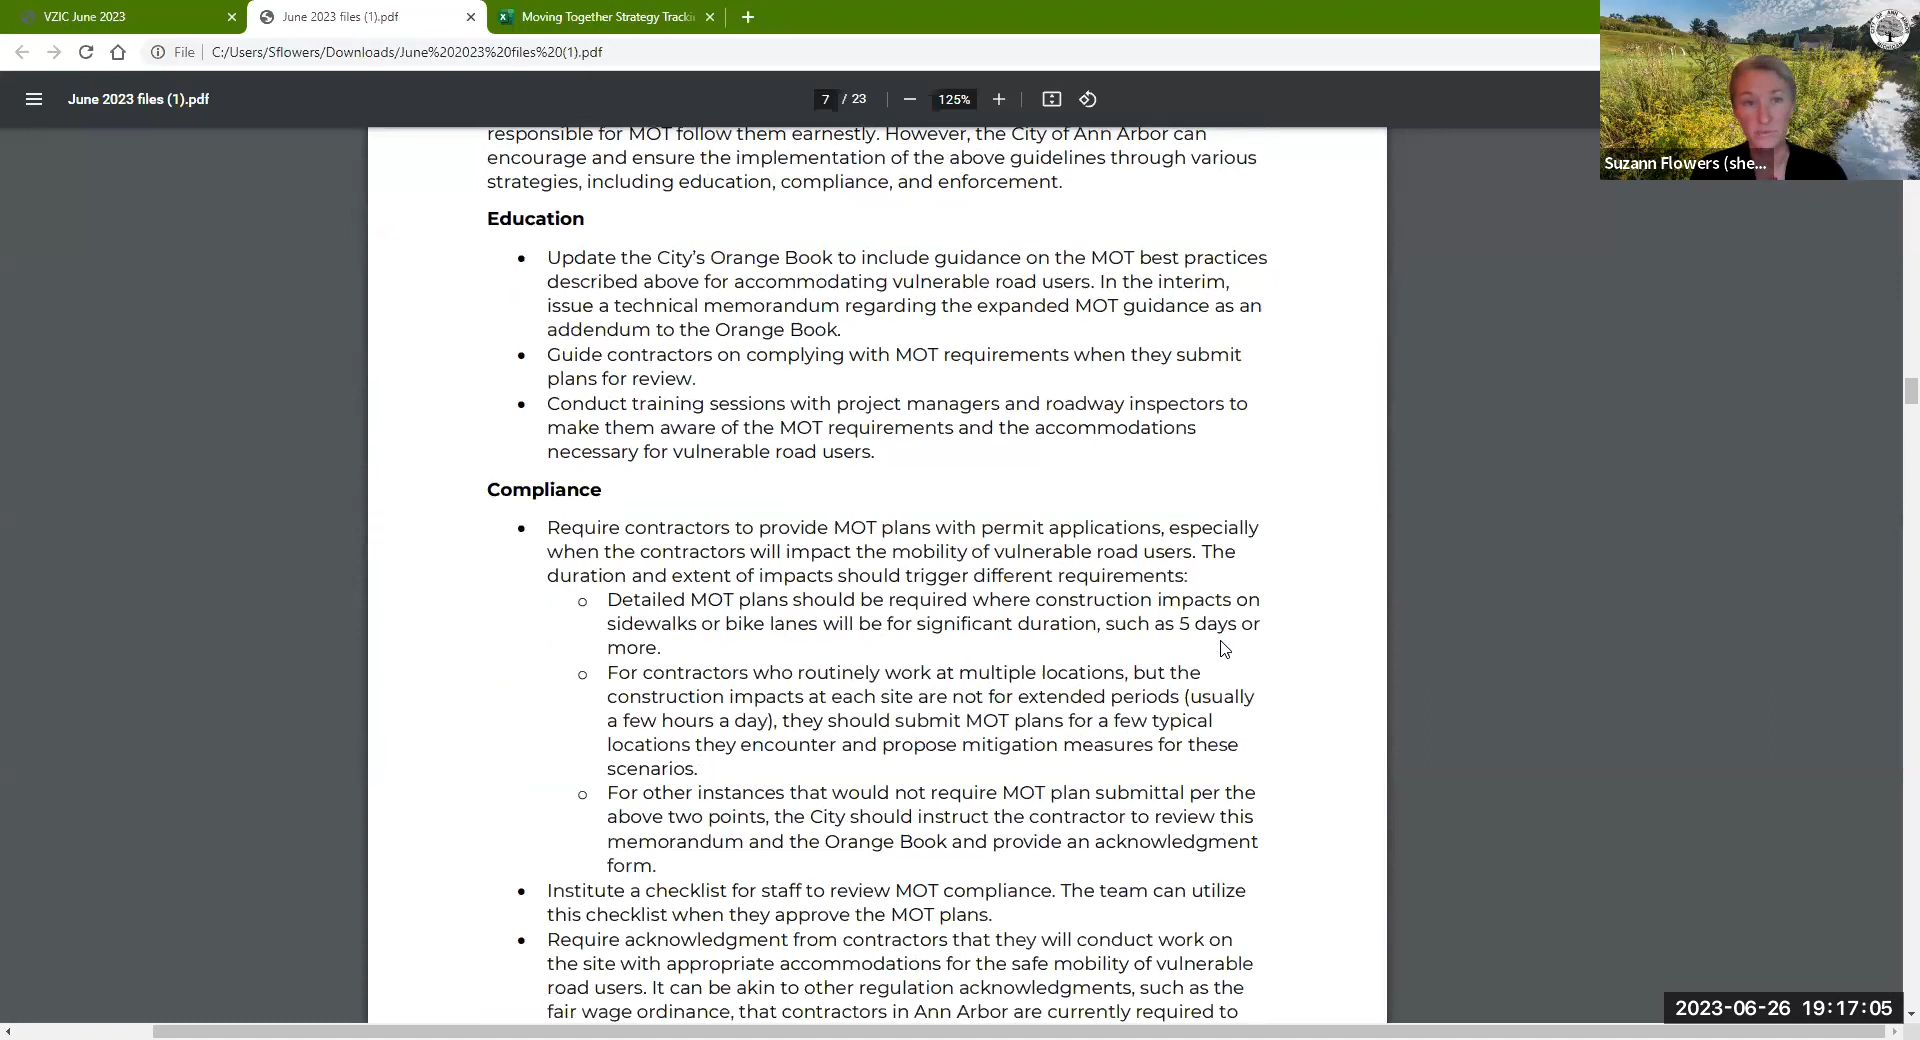 VZIC June 2023
June 2023 files (1).pdf
Moving Together Strategy Tracki
File
C:/Users/Sflowers/Downloads/June%202023%20files%20(1).pdf
June 2023 files (1).pdf
7 / 23
125%
Suzann Flowers (she...
responsible for MOT follow them earnestly. However, the City of Ann Arbor can
encourage and ensure the implementation of the above guidelines through various
strategies, including education, compliance, and enforcement.
Education
• Update the City’s Orange Book to include guidance on the MOT best practices
described above for accommodating vulnerable road users. In the interim,
issue a technical memorandum regarding the expanded MOT guidance as an
addendum to the Orange Book.
• Guide contractors on complying with MOT requirements when they submit
plans for review.
• Conduct training sessions with project managers and roadway inspectors to
make them aware of the MOT requirements and the accommodations
necessary for vulnerable road users.
Compliance
• Require contractors to provide MOT plans with permit applications, especially
when the contractors will impact the mobility of vulnerable road users. The
duration and extent of impacts should trigger different requirements:
o Detailed MOT plans should be required where construction impacts on
sidewalks or bike lanes will be for significant duration, such as 5 days or
more.
o For contractors who routinely work at multiple locations, but the
construction impacts at each site are not for extended periods (usually
a few hours a day), they should submit MOT plans for a few typical
locations they encounter and propose mitigation measures for these
scenarios.
o For other instances that would not require MOT plan submittal per the
above two points, the City should instruct the contractor to review this
memorandum and the Orange Book and provide an acknowledgment
form.
• Institute a checklist for staff to review MOT compliance. The team can utilize
this checklist when they approve the MOT plans.
• Require acknowledgment from contractors that they will conduct work on
the site with appropriate accommodations for the safe mobility of vulnerable
road users. It can be akin to other regulation acknowledgments, such as the
fair wage ordinance, that contractors in Ann Arbor are currently required to
2023-06-26 19:17:05